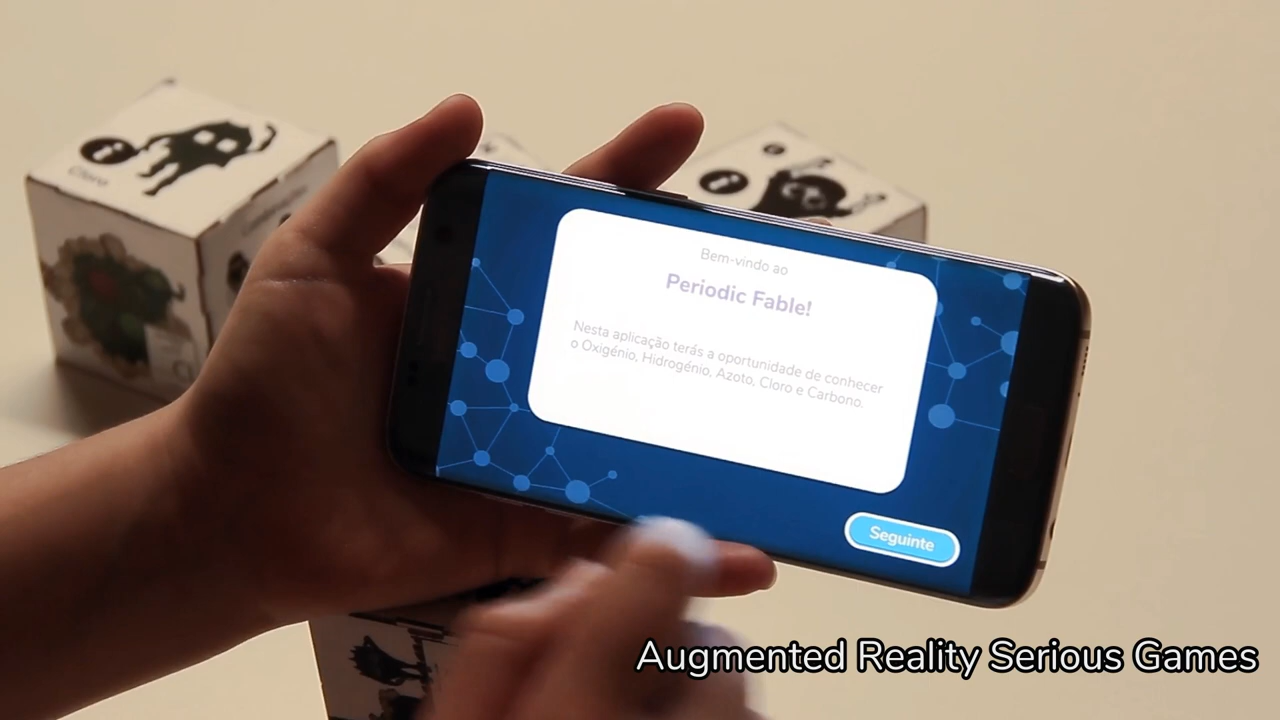 Cloro
Bem-vindo ao
Periodic Fable!
Nesta aplicação terás a oportunidade de conhecer
o Oxigénio, Hidrogénio, Azoto, Cloro e Carbono.
Seguinte
Augmented Reality Serious Games